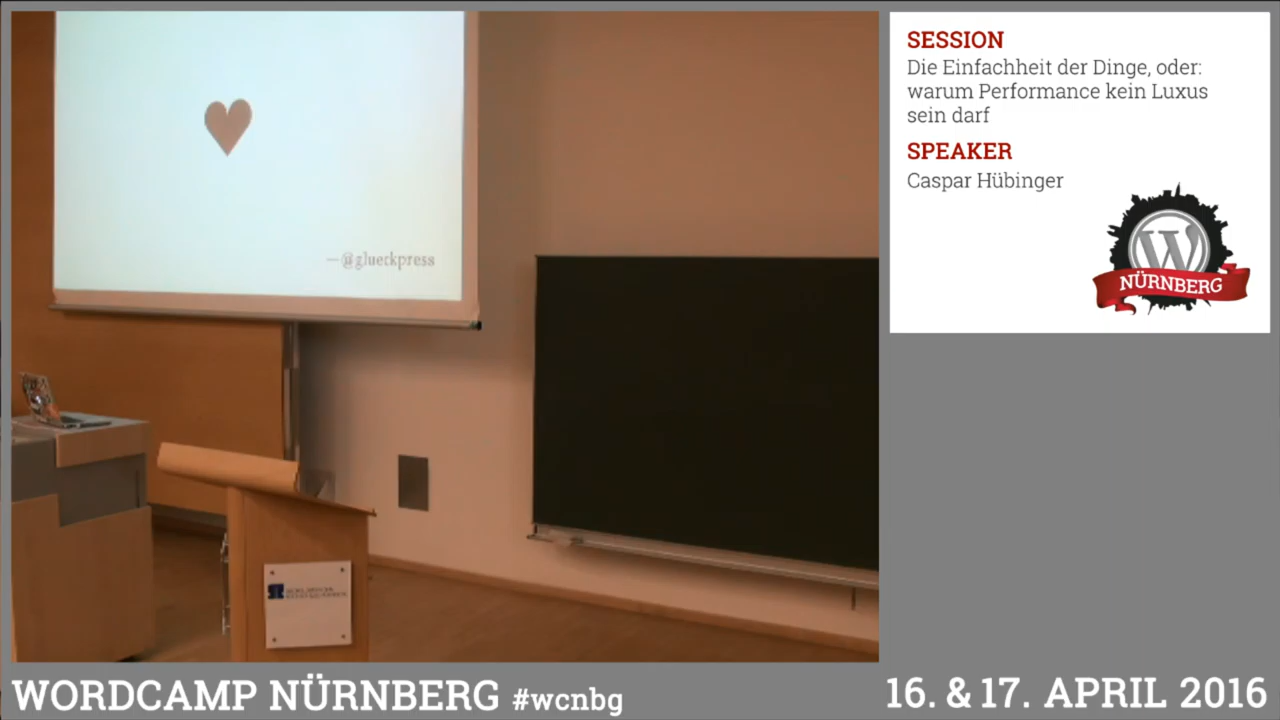 —@glueckpress
SESSION
Die Einfachheit der Dinge, oder:
warum Performance kein Luxus
sein darf
SPEAKER
Caspar Hübinger
W
NÜRNBERG
WORDCAMP NÜRNBERG #wcnbg
16. & 17. APRIL 2016